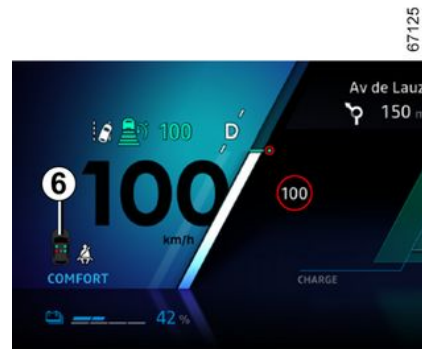 67125
Av de Lauz
150 m
100
D
6
100
100
km/h
COMFORT
CHARGE
42 %